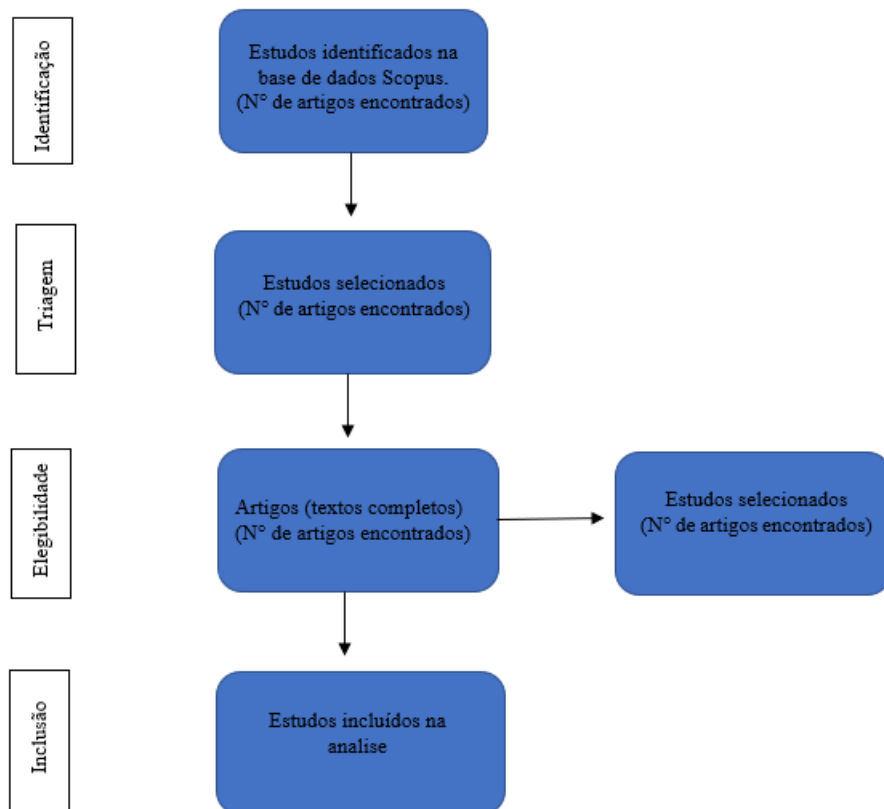 Identificação
Estudos identificados na
base de dados Scopus.
(N° de artigos encontrados)
Triagem
Estudos selecionados
(N° de artigos encontrados)
Elegibilidade
Artigos (textos completos)
(N° de artigos encontrados)
Estudos selecionados
(N° de artigos encontrados)
Inclusão
Estudos incluídos na
analise